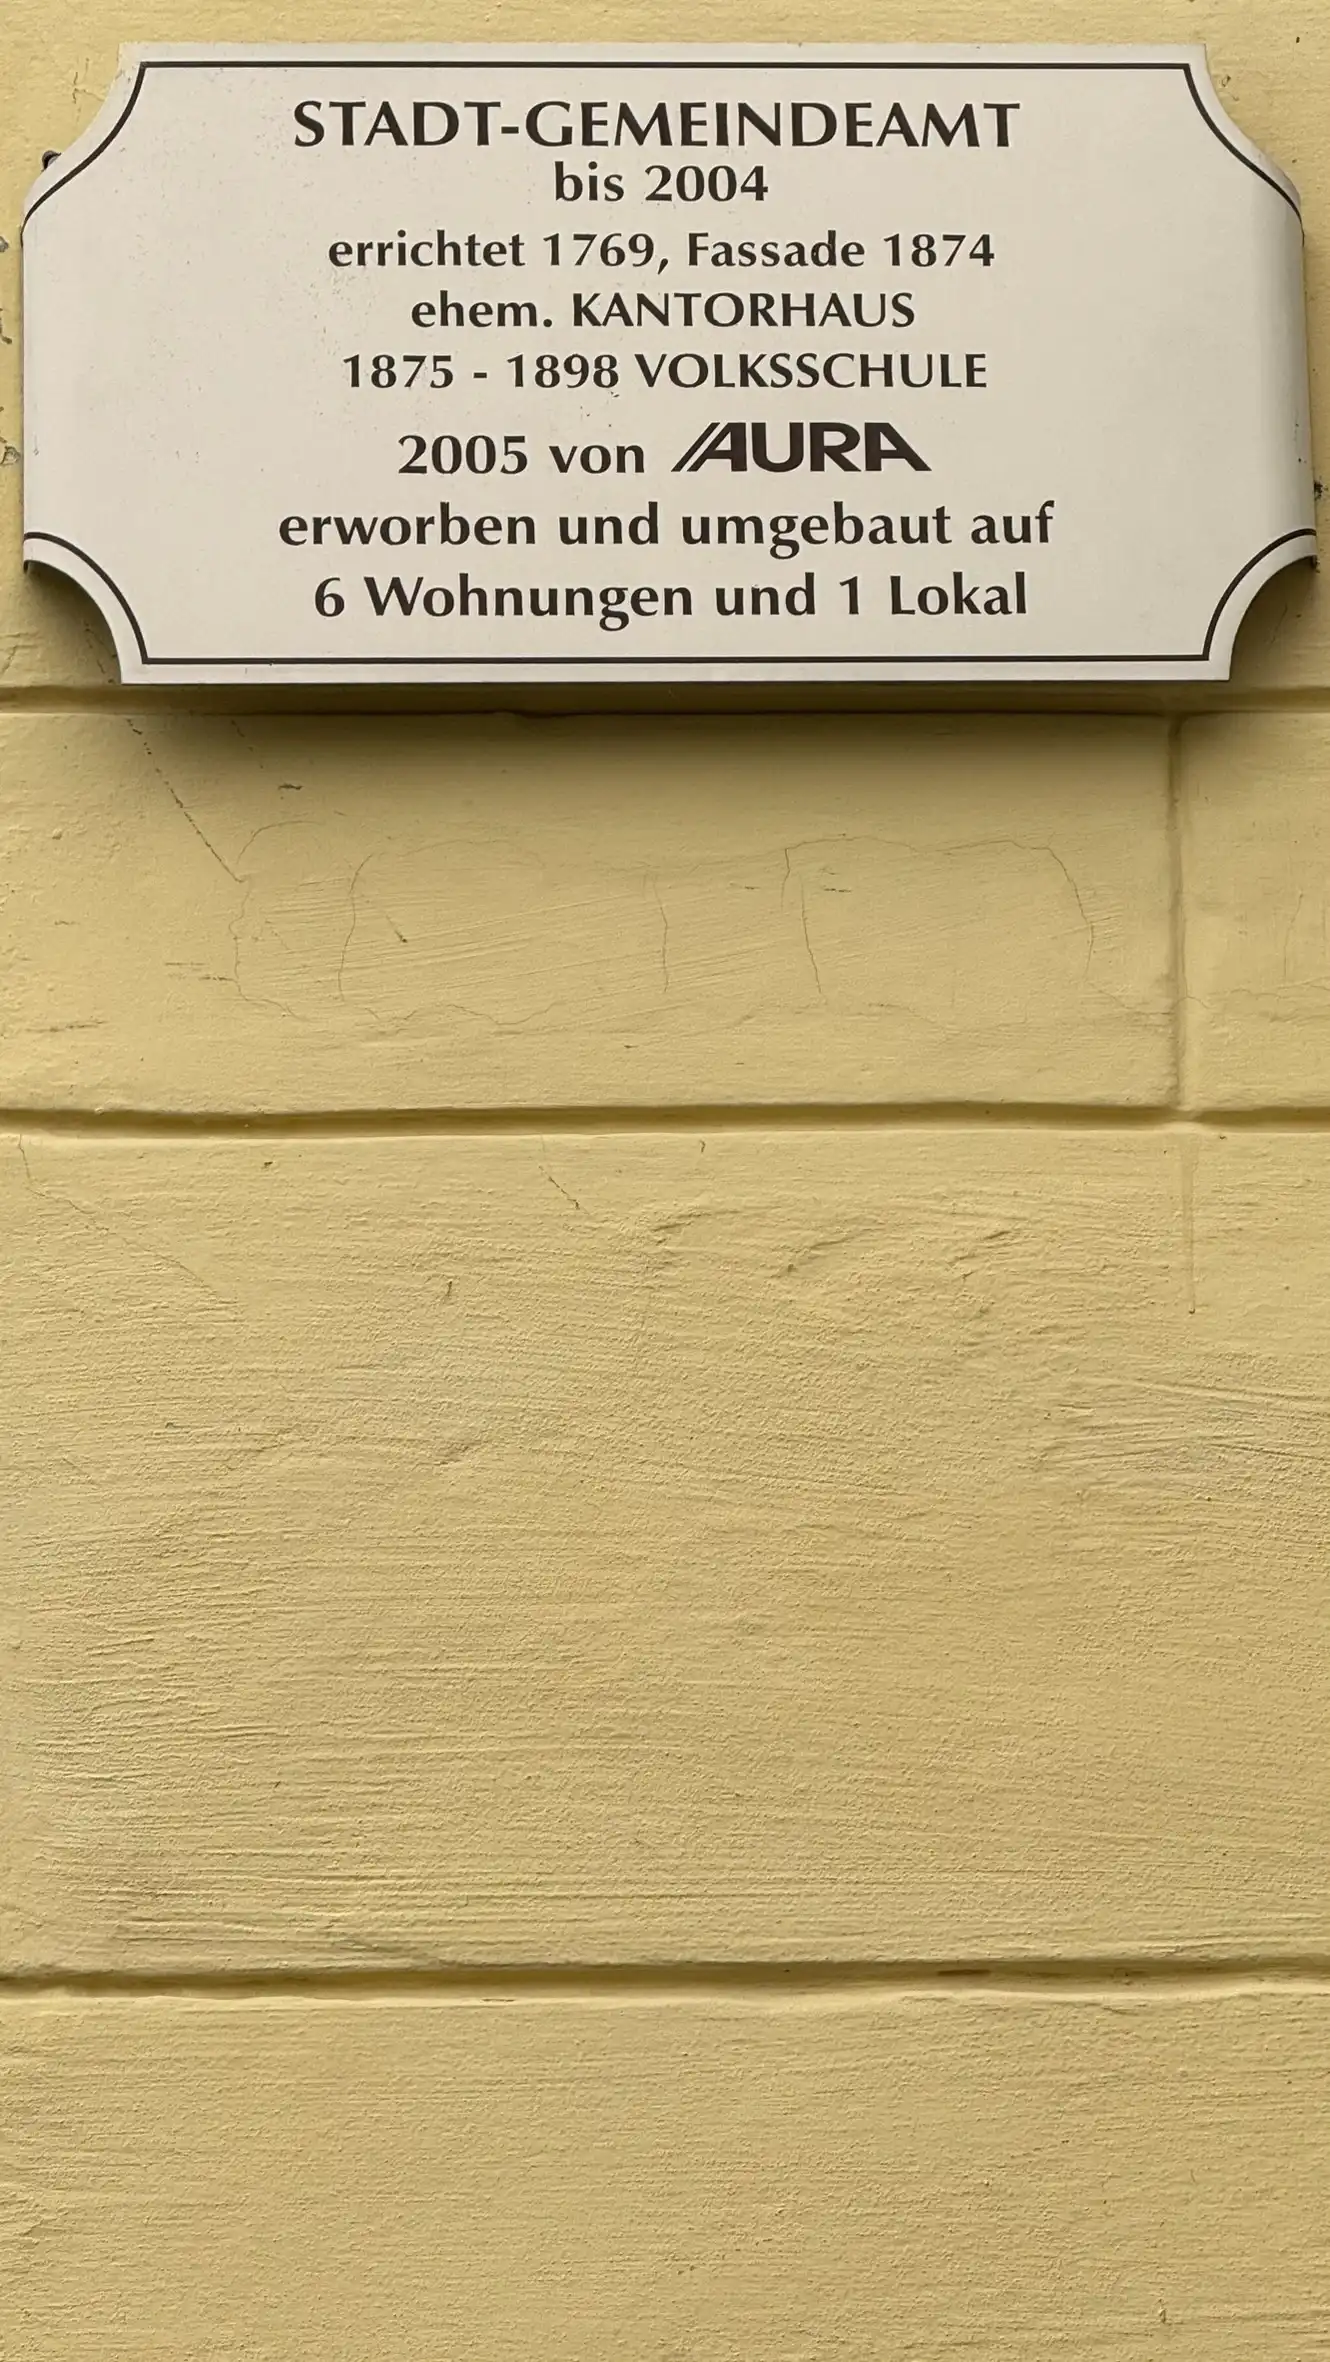 STADT-GEMEINDEAMT
bis 2004
errichtet 1769, Fassade 1874
ehem. KANTORHAUS
1875 - 1898 VOLKSSCHULE
2005 von AURA
erworben und umgebaut auf
6 Wohnungen und 1 Lokal